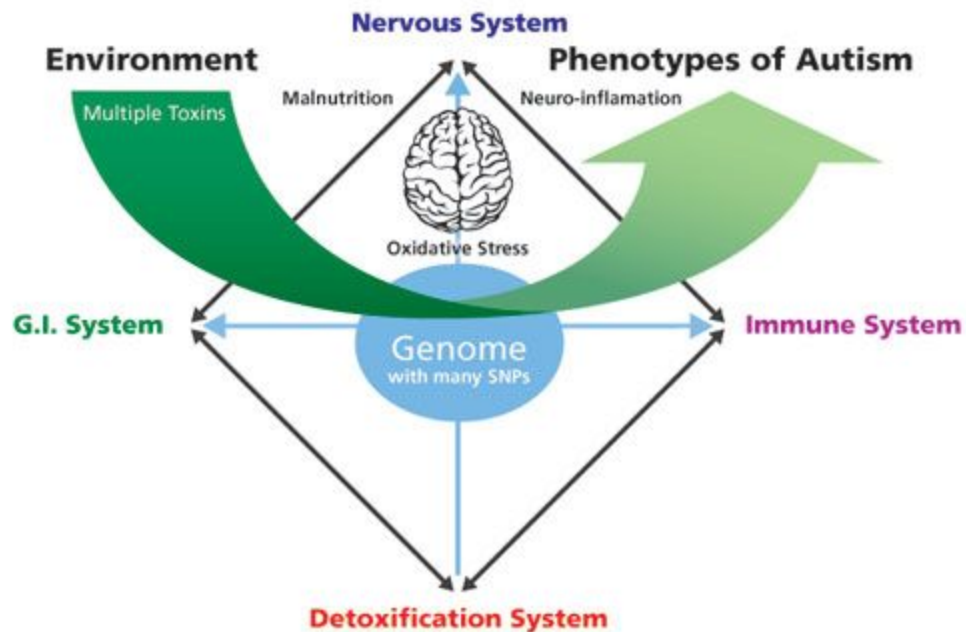 Nervous System
Environment
Phenotypes of Autism
Multiple Toxins
Malnutrition
Neuro-inflamation
Oxidative Stress
G.I. System
Immune System
Genome
with many SNPs
Detoxification System